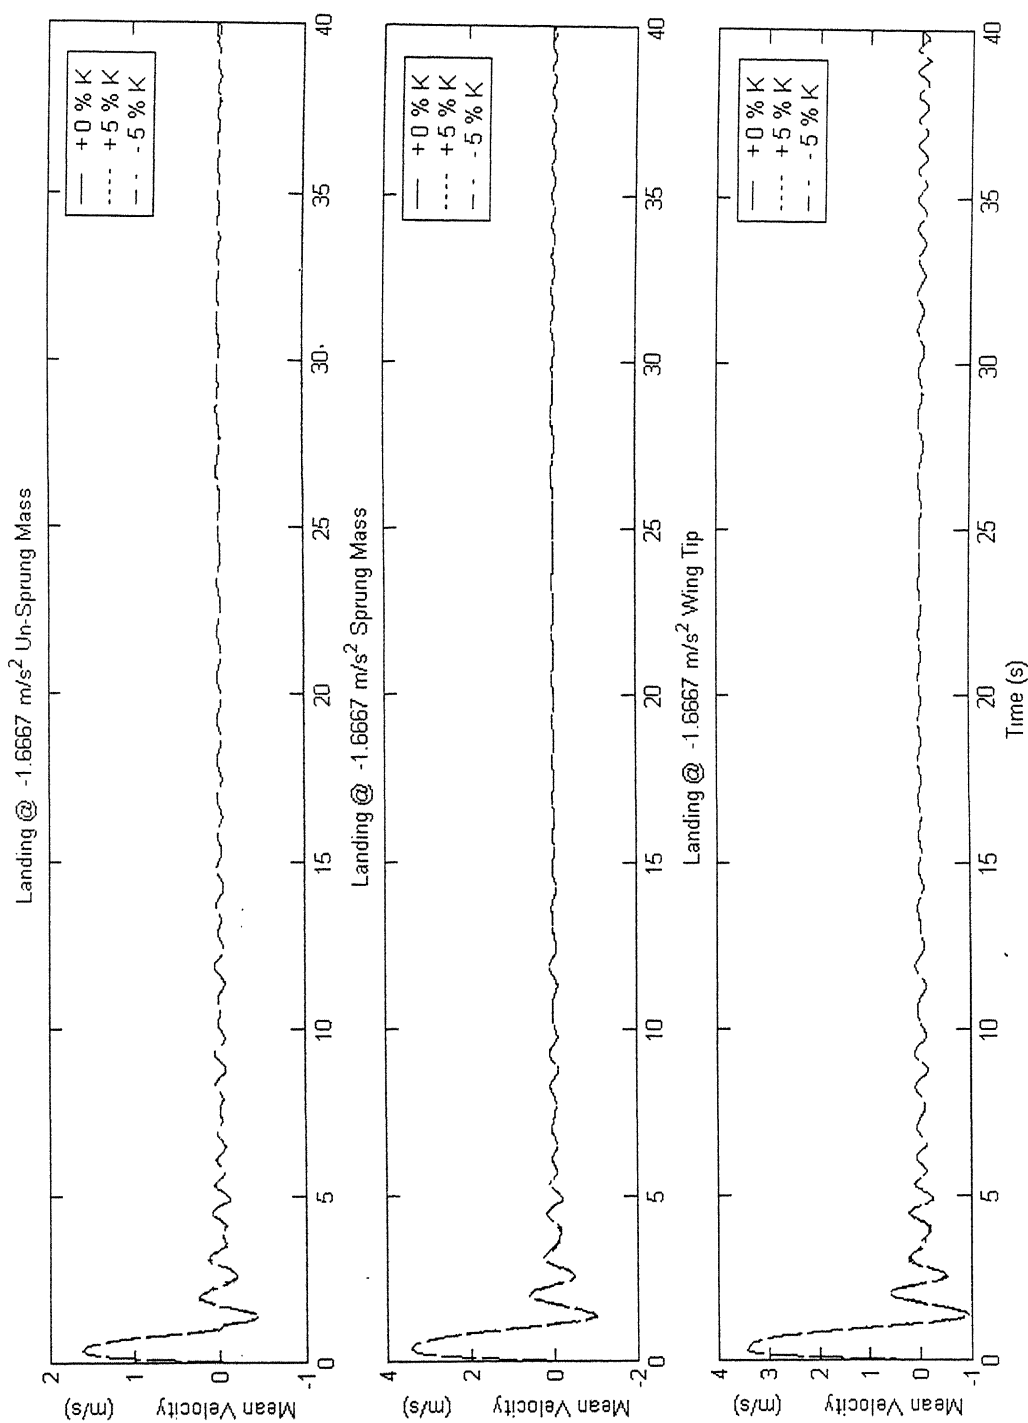 Landing @ -1.6667 m/s² Un-Sprung Mass
Mean Velocity
(m/s)
2
1
0
-1
0
5
10
15
20
25
30
35
40
+0 % K
+5 % K
-5 % K
Landing @ -1.6667 m/s² Sprung Mass
Mean Velocity
(m/s)
4
2
0
-2
0
5
10
15
20
25
30
35
40
+0 % K
+5 % K
-5 % K
Landing @ -1.6667 m/s² Wing Tip
Mean Velocity
(m/s)
4
3
2
1
0
-1
0
5
10
15
20
25
30
35
40
+0 % K
+5 % K
-5 % K
Time (s)